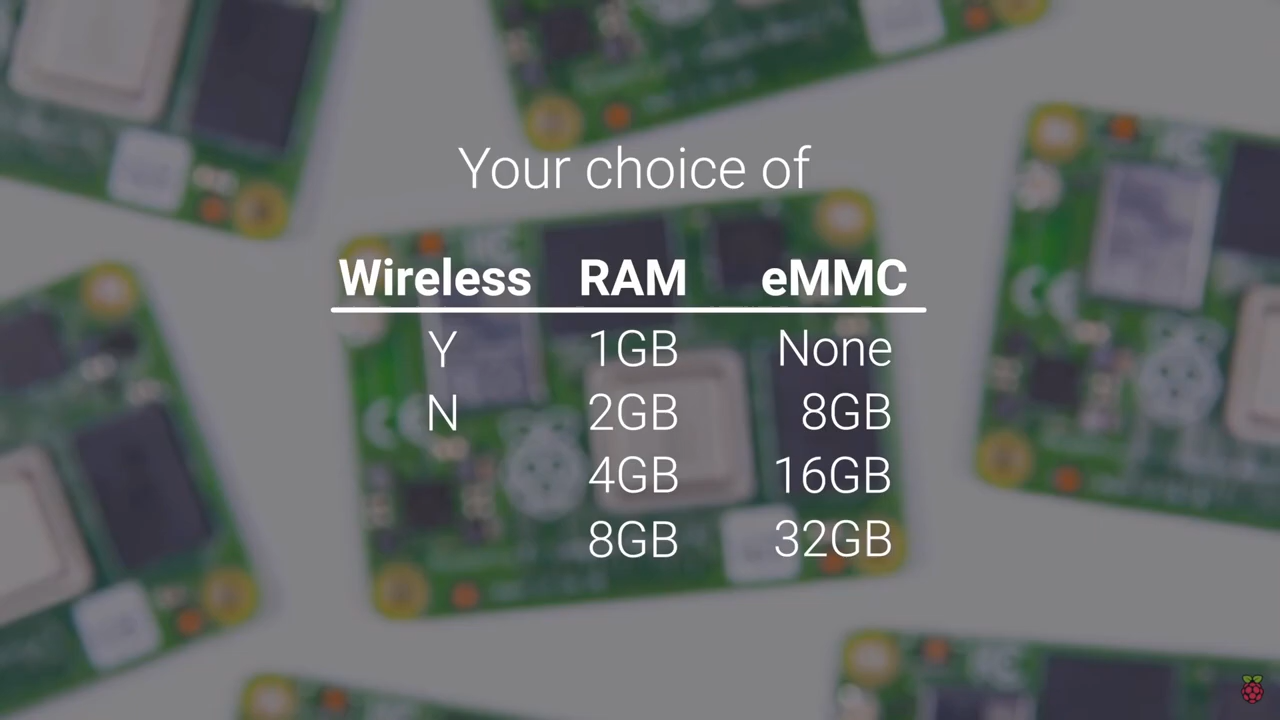 Your choice of
Wireless RAM eMMC
Y 1GB None
N 2GB 8GB
4GB 16GB
8GB 32GB